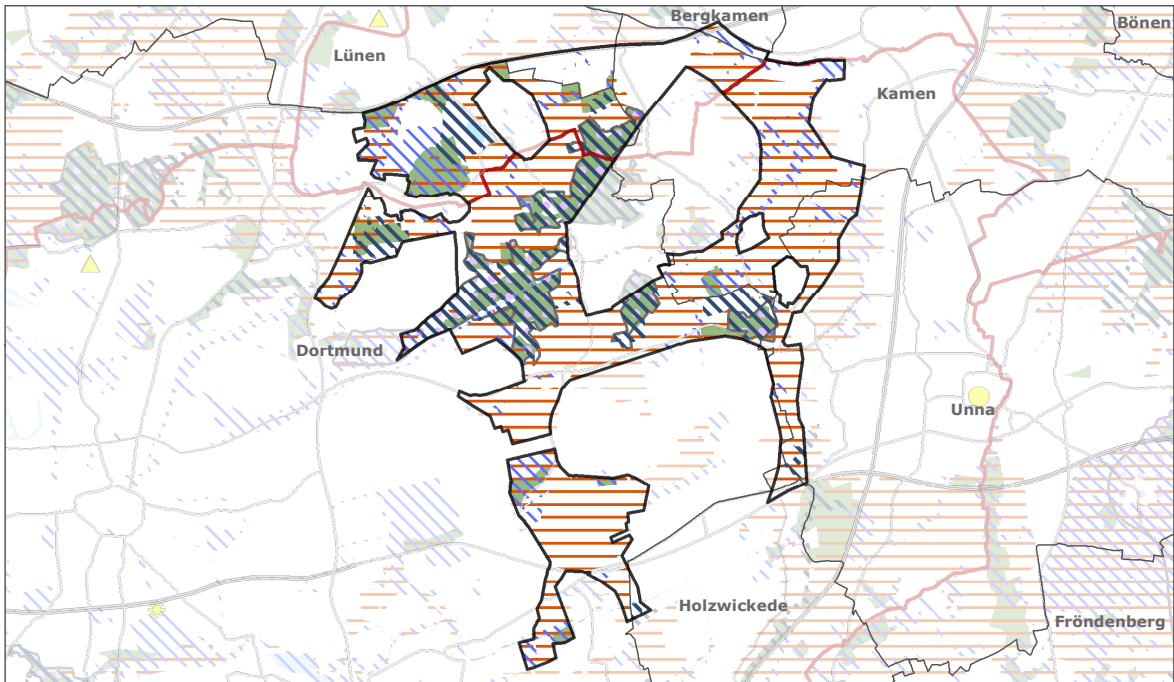 Bergkamen
Bönen
Lünen
Kamen
Dortmund
Unna
Holzwickede
Fröndenberg